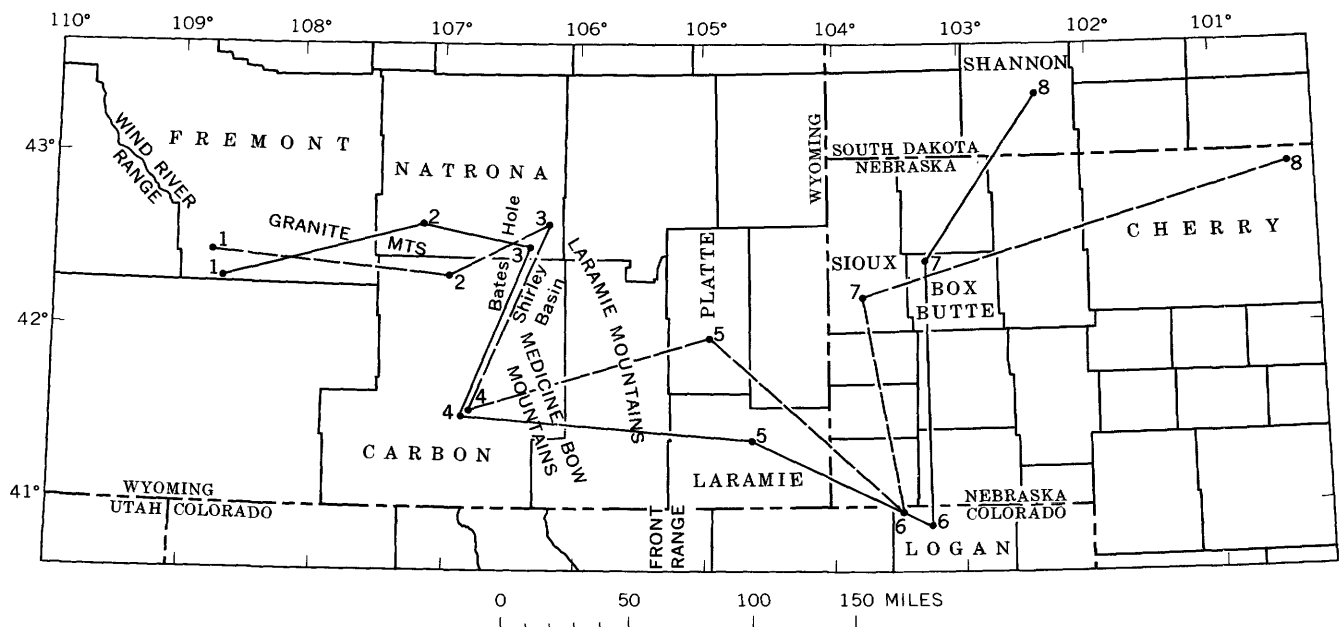 110° 109° 108° 107° 106° 105° 104° 103° 102° 101°
SHANNON
8
43°
WIND RIVER
RANGE
FREMONT
NATRONA
WYOMING
SOUTH DAKOTA
NEBRASKA
8
CHERRY
GRANITE
MTS
1
1
2
2
Bates Hole
3
3
Shirley
Basin
LARAMIE MOUNTAINS
PLATTE
SIOUX
7
7
BOX
BUTTE
42°
MEDICINE BOW
MOUNTAINS
4
4
5
5
CARBON
LARAMIE
41°
WYOMING
UTAH COLORADO
FRONT
RANGE
6
6
NEBRASKA
COLORADO
LOGAN
0 50 100 150 MILES